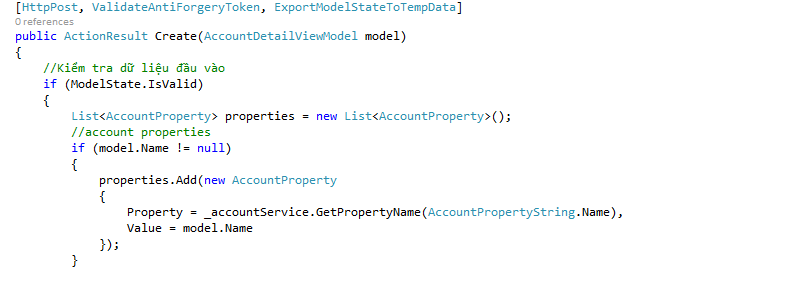 [HttpPost, ValidateAntiForgeryToken, ExportModelStateToTempData]
0 references
public ActionResult Create(AccountDetailViewModel model)
{
//Kiểm tra dữ liệu đầu vào
if (ModelState.IsValid)
{
List<AccountProperty> properties = new List<AccountProperty>();
//account properties
if (model.Name != null)
{
properties.Add(new AccountProperty
{
Property = _accountService.GetPropertyName(AccountPropertyString.Name),
Value = model.Name
});
}